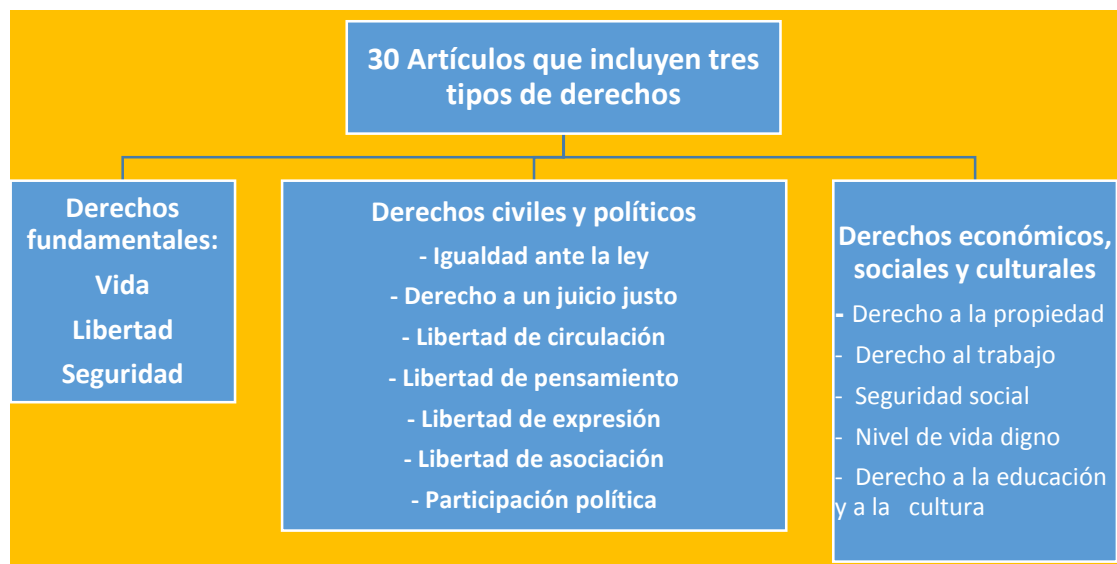 30 Artículos que incluyen tres
tipos de derechos
Derechos
fundamentales:
Vida
Libertad
Seguridad
Derechos civiles y políticos
- Igualdad ante la ley
- Derecho a un juicio justo
- Libertad de circulación
- Libertad de pensamiento
- Libertad de expresión
- Libertad de asociación
- Participación política
Derechos económicos,
sociales y culturales
- Derecho a la propiedad
- Derecho al trabajo
- Seguridad social
- Nivel de vida digno
- Derecho a la educación
y a la cultura